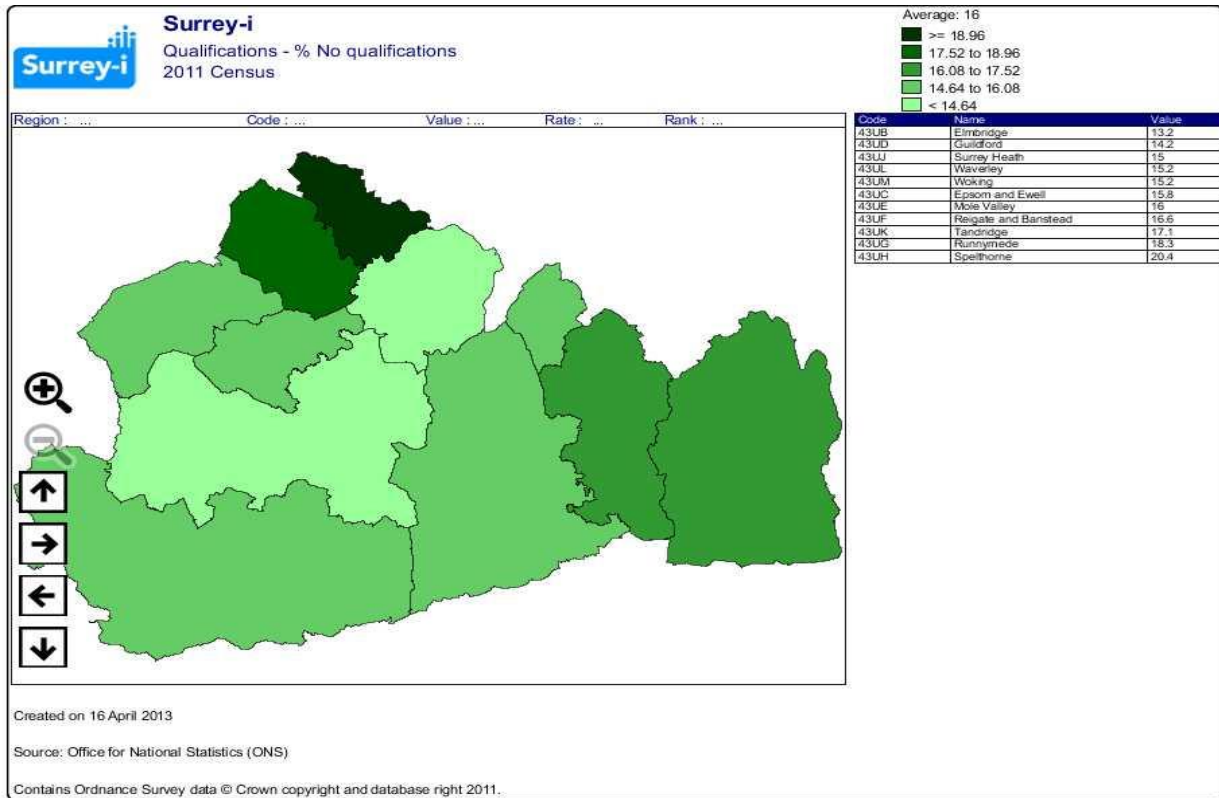 Surrey-i
Surrey-i
Qualifications - % No qualifications
2011 Census
Average: 16
>= 18.96
17.52 to 18.96
16.08 to 17.52
14.64 to 16.08
< 14.64
Region : ... Code : ... Value : ... Rate : ... Rank : ...
Code Name Value
43UB Elmbridge 13.2
43UD Guildford 14.2
43UJ Surrey Heath 15
43UL Waverley 15.2
43UM Woking 15.2
43UC Epsom and Ewell 15.8
43UE Mole Valley 16
43UF Reigate and Banstead 16.6
43UK Tandridge 17.1
43UG Runnymede 18.3
43UH Spelthorne 20.4
Created on 16 April 2013
Source: Office for National Statistics (ONS)
Contains Ordnance Survey data © Crown copyright and database right 2011.